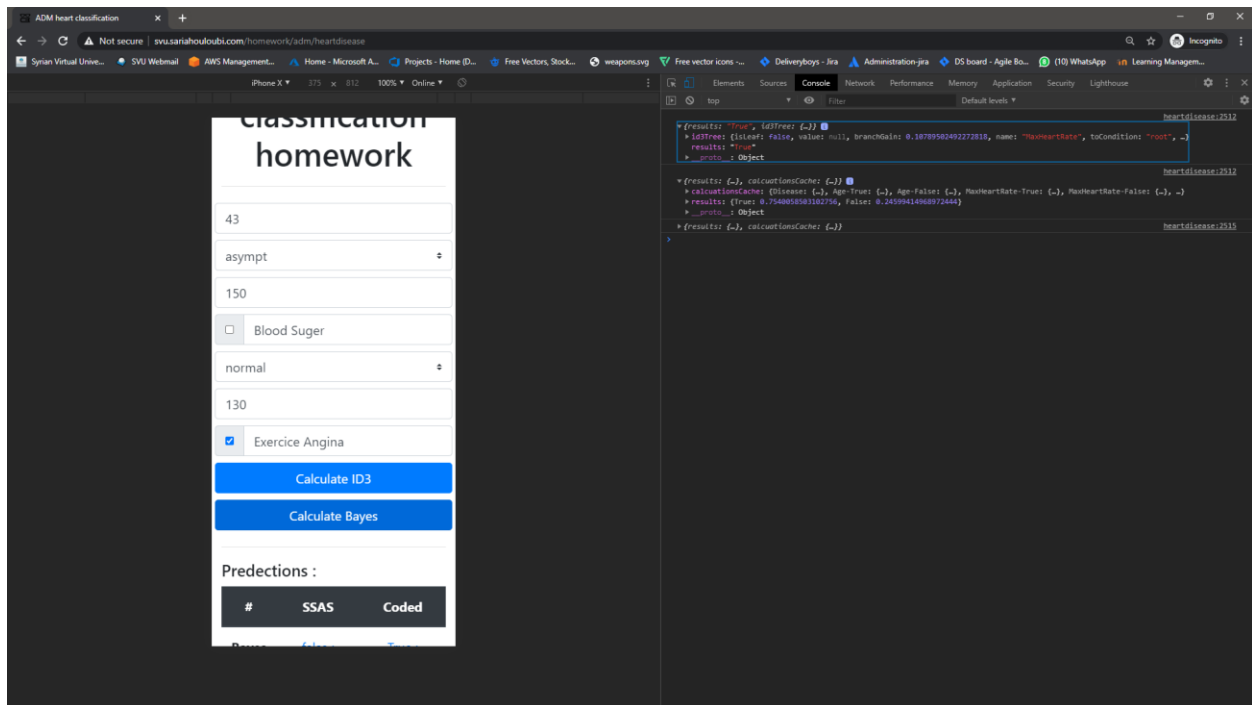 ADM heart classification
Not secure | svu.sariahouloubi.com/homework/adm/heartdisease
Incognito
Syrian Virtual Unive... SVU Webmail AWS Management... Home - Microsoft A... Projects - Home (D... Free Vectors, Stock... weapons.svg Free vector icons -... Deliveryboys - Jira Administration-jira DS board - Agile Bo... (10) WhatsApp Learning Managem...
iPhone X ▼ 375 × 812 100% ▼ Online ▼
Elements Sources Console Network Performance Memory Application Security Lighthouse
top Filter Default levels ▼
classification
homework
43
asympt
150
Blood Suger
normal
130
Exercice Angina
Calculate ID3
Calculate Bayes
Predections :
# SSAS Coded
Bayes false : True :
heartdisease:2512
▼{results: "True", id3Tree: {…}}
▶id3Tree: {isLeaf: false, value: null, branchGain: 0.10789502492272818, name: "MaxHeartRate", toCondition: "root", …}
results: "True"
▶__proto__: Object
heartdisease:2512
▼{results: {…}, calcuationsCache: {…}}
▶calcuationsCache: {Disease: {…}, Age-True: {…}, Age-False: {…}, MaxHeartRate-True: {…}, MaxHeartRate-False: {…}, …}
▶results: {True: 0.7540058503102756, False: 0.24599414968972444}
▶__proto__: Object
▶{results: {…}, calcuationsCache: {…}} heartdisease:2515